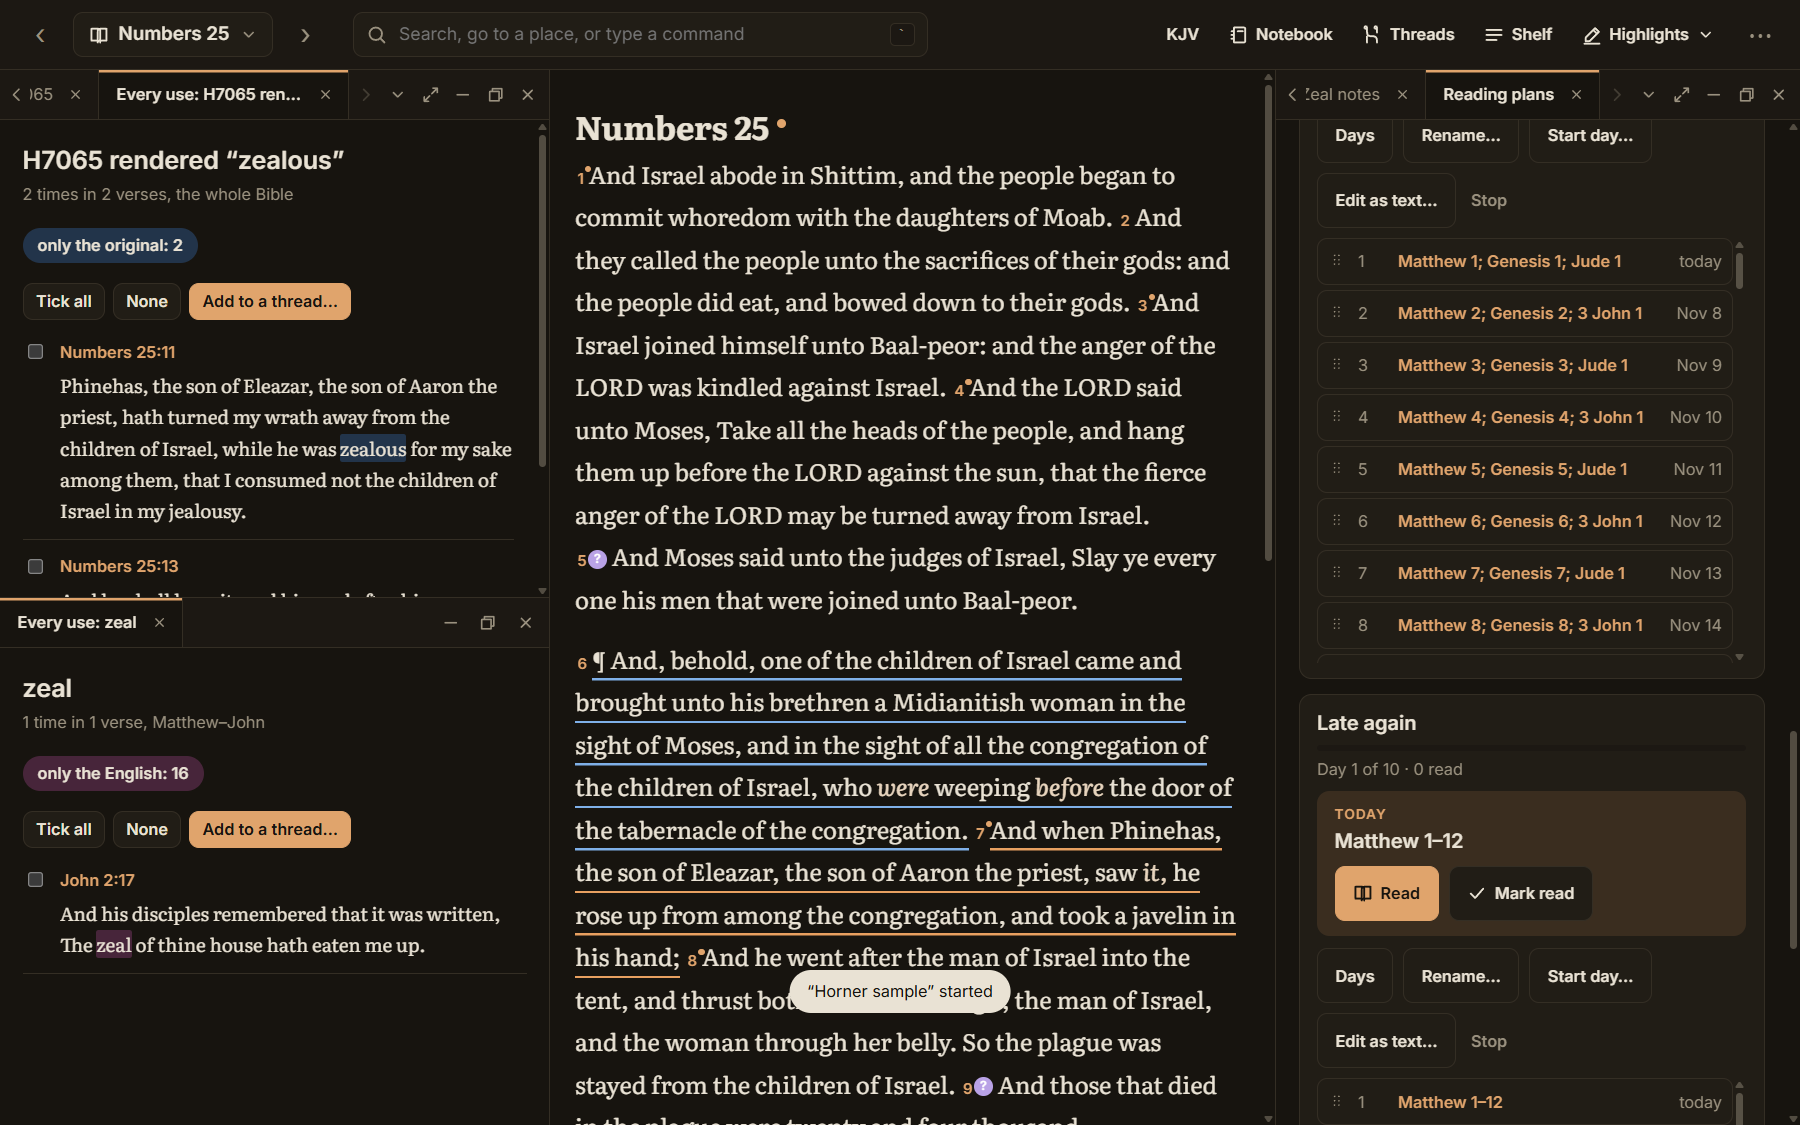 Numbers 25
Search, go to a place, or type a command
`
KJV
Notebook
Threads
Shelf
Highlights
065
Every use: H7065 ren...
H7065 rendered “zealous”
2 times in 2 verses, the whole Bible
only the original: 2
Tick all
None
Add to a thread...
Numbers 25:11
Phinehas, the son of Eleazar, the son of Aaron the
priest, hath turned my wrath away from the
children of Israel, while he was zealous for my sake
among them, that I consumed not the children of
Israel in my jealousy.
Numbers 25:13
Every use: zeal
zeal
1 time in 1 verse, Matthew–John
only the English: 16
Tick all
None
Add to a thread...
John 2:17
And his disciples remembered that it was written,
The zeal of thine house hath eaten me up.
Numbers 25
1 And Israel abode in Shittim, and the people began to
commit whoredom with the daughters of Moab. 2 And
they called the people unto the sacrifices of their gods: and
the people did eat, and bowed down to their gods. 3 And
Israel joined himself unto Baal-peor: and the anger of the
LORD was kindled against Israel. 4 And the LORD said
unto Moses, Take all the heads of the people, and hang
them up before the LORD against the sun, that the fierce
anger of the LORD may be turned away from Israel.
5 ? And Moses said unto the judges of Israel, Slay ye every
one his men that were joined unto Baal-peor.
6 ¶ And, behold, one of the children of Israel came and
brought unto his brethren a Midianitish woman in the
sight of Moses, and in the sight of all the congregation of
the children of Israel, who were weeping before the door of
the tabernacle of the congregation. 7 And when Phinehas,
the son of Eleazar, the son of Aaron the priest, saw it, he
rose up from among the congregation, and took a javelin in
his hand; 8 And he went after the man of Israel into the
tent, and thrust the man of Israel,
“Horner sample” started
and the woman through her belly. So the plague was
stayed from the children of Israel. 9 ? And those that died
in the plague were twenty and four thousand.
Zeal notes
Reading plans
Days
Rename...
Start day...
Edit as text...
Stop
1 Matthew 1; Genesis 1; Jude 1 today
2 Matthew 2; Genesis 2; 3 John 1 Nov 8
3 Matthew 3; Genesis 3; Jude 1 Nov 9
4 Matthew 4; Genesis 4; 3 John 1 Nov 10
5 Matthew 5; Genesis 5; Jude 1 Nov 11
6 Matthew 6; Genesis 6; 3 John 1 Nov 12
7 Matthew 7; Genesis 7; Jude 1 Nov 13
8 Matthew 8; Genesis 8; 3 John 1 Nov 14
Late again
Day 1 of 10 · 0 read
TODAY
Matthew 1–12
Read
Mark read
Days
Rename...
Start day...
Edit as text...
Stop
1 Matthew 1–12 today